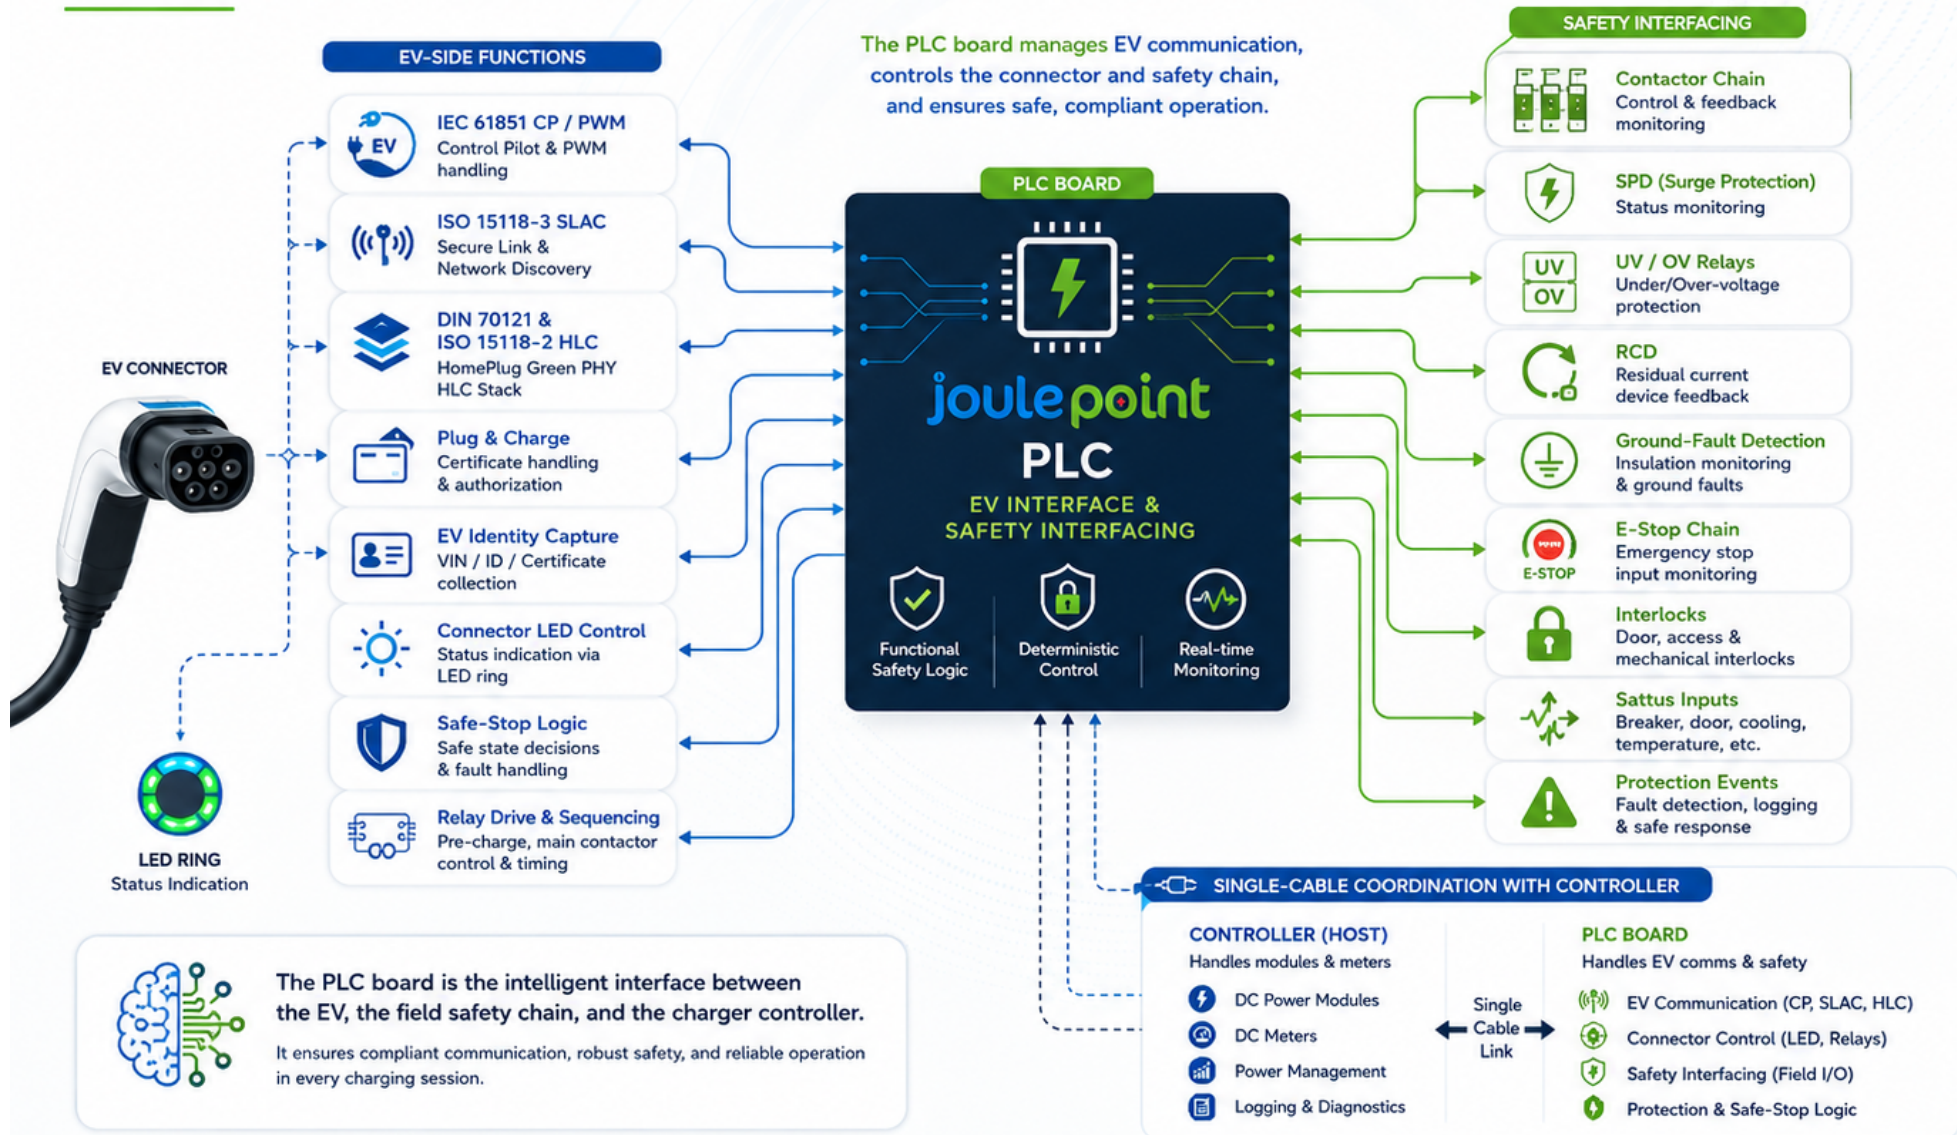 EV-SIDE FUNCTIONS
IEC 61851 CP / PWM
Control Pilot & PWM
handling
ISO 15118-3 SLAC
Secure Link &
Network Discovery
DIN 70121 &
ISO 15118-2 HLC
HomePlug Green PHY
HLC Stack
Plug & Charge
Certificate handling
& authorization
EV Identity Capture
VIN / ID / Certificate
collection
Connector LED Control
Status indication via
LED ring
Safe-Stop Logic
Safe state decisions
& fault handling
Relay Drive & Sequencing
Pre-charge, main contactor
control & timing
EV
EV CONNECTOR
LED RING
Status Indication
The PLC board manages EV communication,
controls the connector and safety chain,
and ensures safe, compliant operation.
PLC BOARD
joulepoint
PLC
EV INTERFACE &
SAFETY INTERFACING
Functional
Safety Logic
Deterministic
Control
Real-time
Monitoring
SAFETY INTERFACING
Contactor Chain
Control & feedback
monitoring
SPD (Surge Protection)
Status monitoring
UV
OV
UV / OV Relays
Under/Over-voltage
protection
RCD
Residual current
device feedback
Ground-Fault Detection
Insulation monitoring
& ground faults
E-STOP
E-Stop Chain
Emergency stop
input monitoring
Interlocks
Door, access &
mechanical interlocks
Sattus Inputs
Breaker, door, cooling,
temperature, etc.
Protection Events
Fault detection, logging
& safe response
The PLC board is the intelligent interface between
the EV, the field safety chain, and the charger controller.
It ensures compliant communication, robust safety, and reliable operation
in every charging session.
SINGLE-CABLE COORDINATION WITH CONTROLLER
CONTROLLER (HOST)
Handles modules & meters
DC Power Modules
DC Meters
Power Management
Logging & Diagnostics
Single
Cable
Link
PLC BOARD
Handles EV comms & safety
EV Communication (CP, SLAC, HLC)
Connector Control (LED, Relays)
Safety Interfacing (Field I/O)
Protection & Safe-Stop Logic